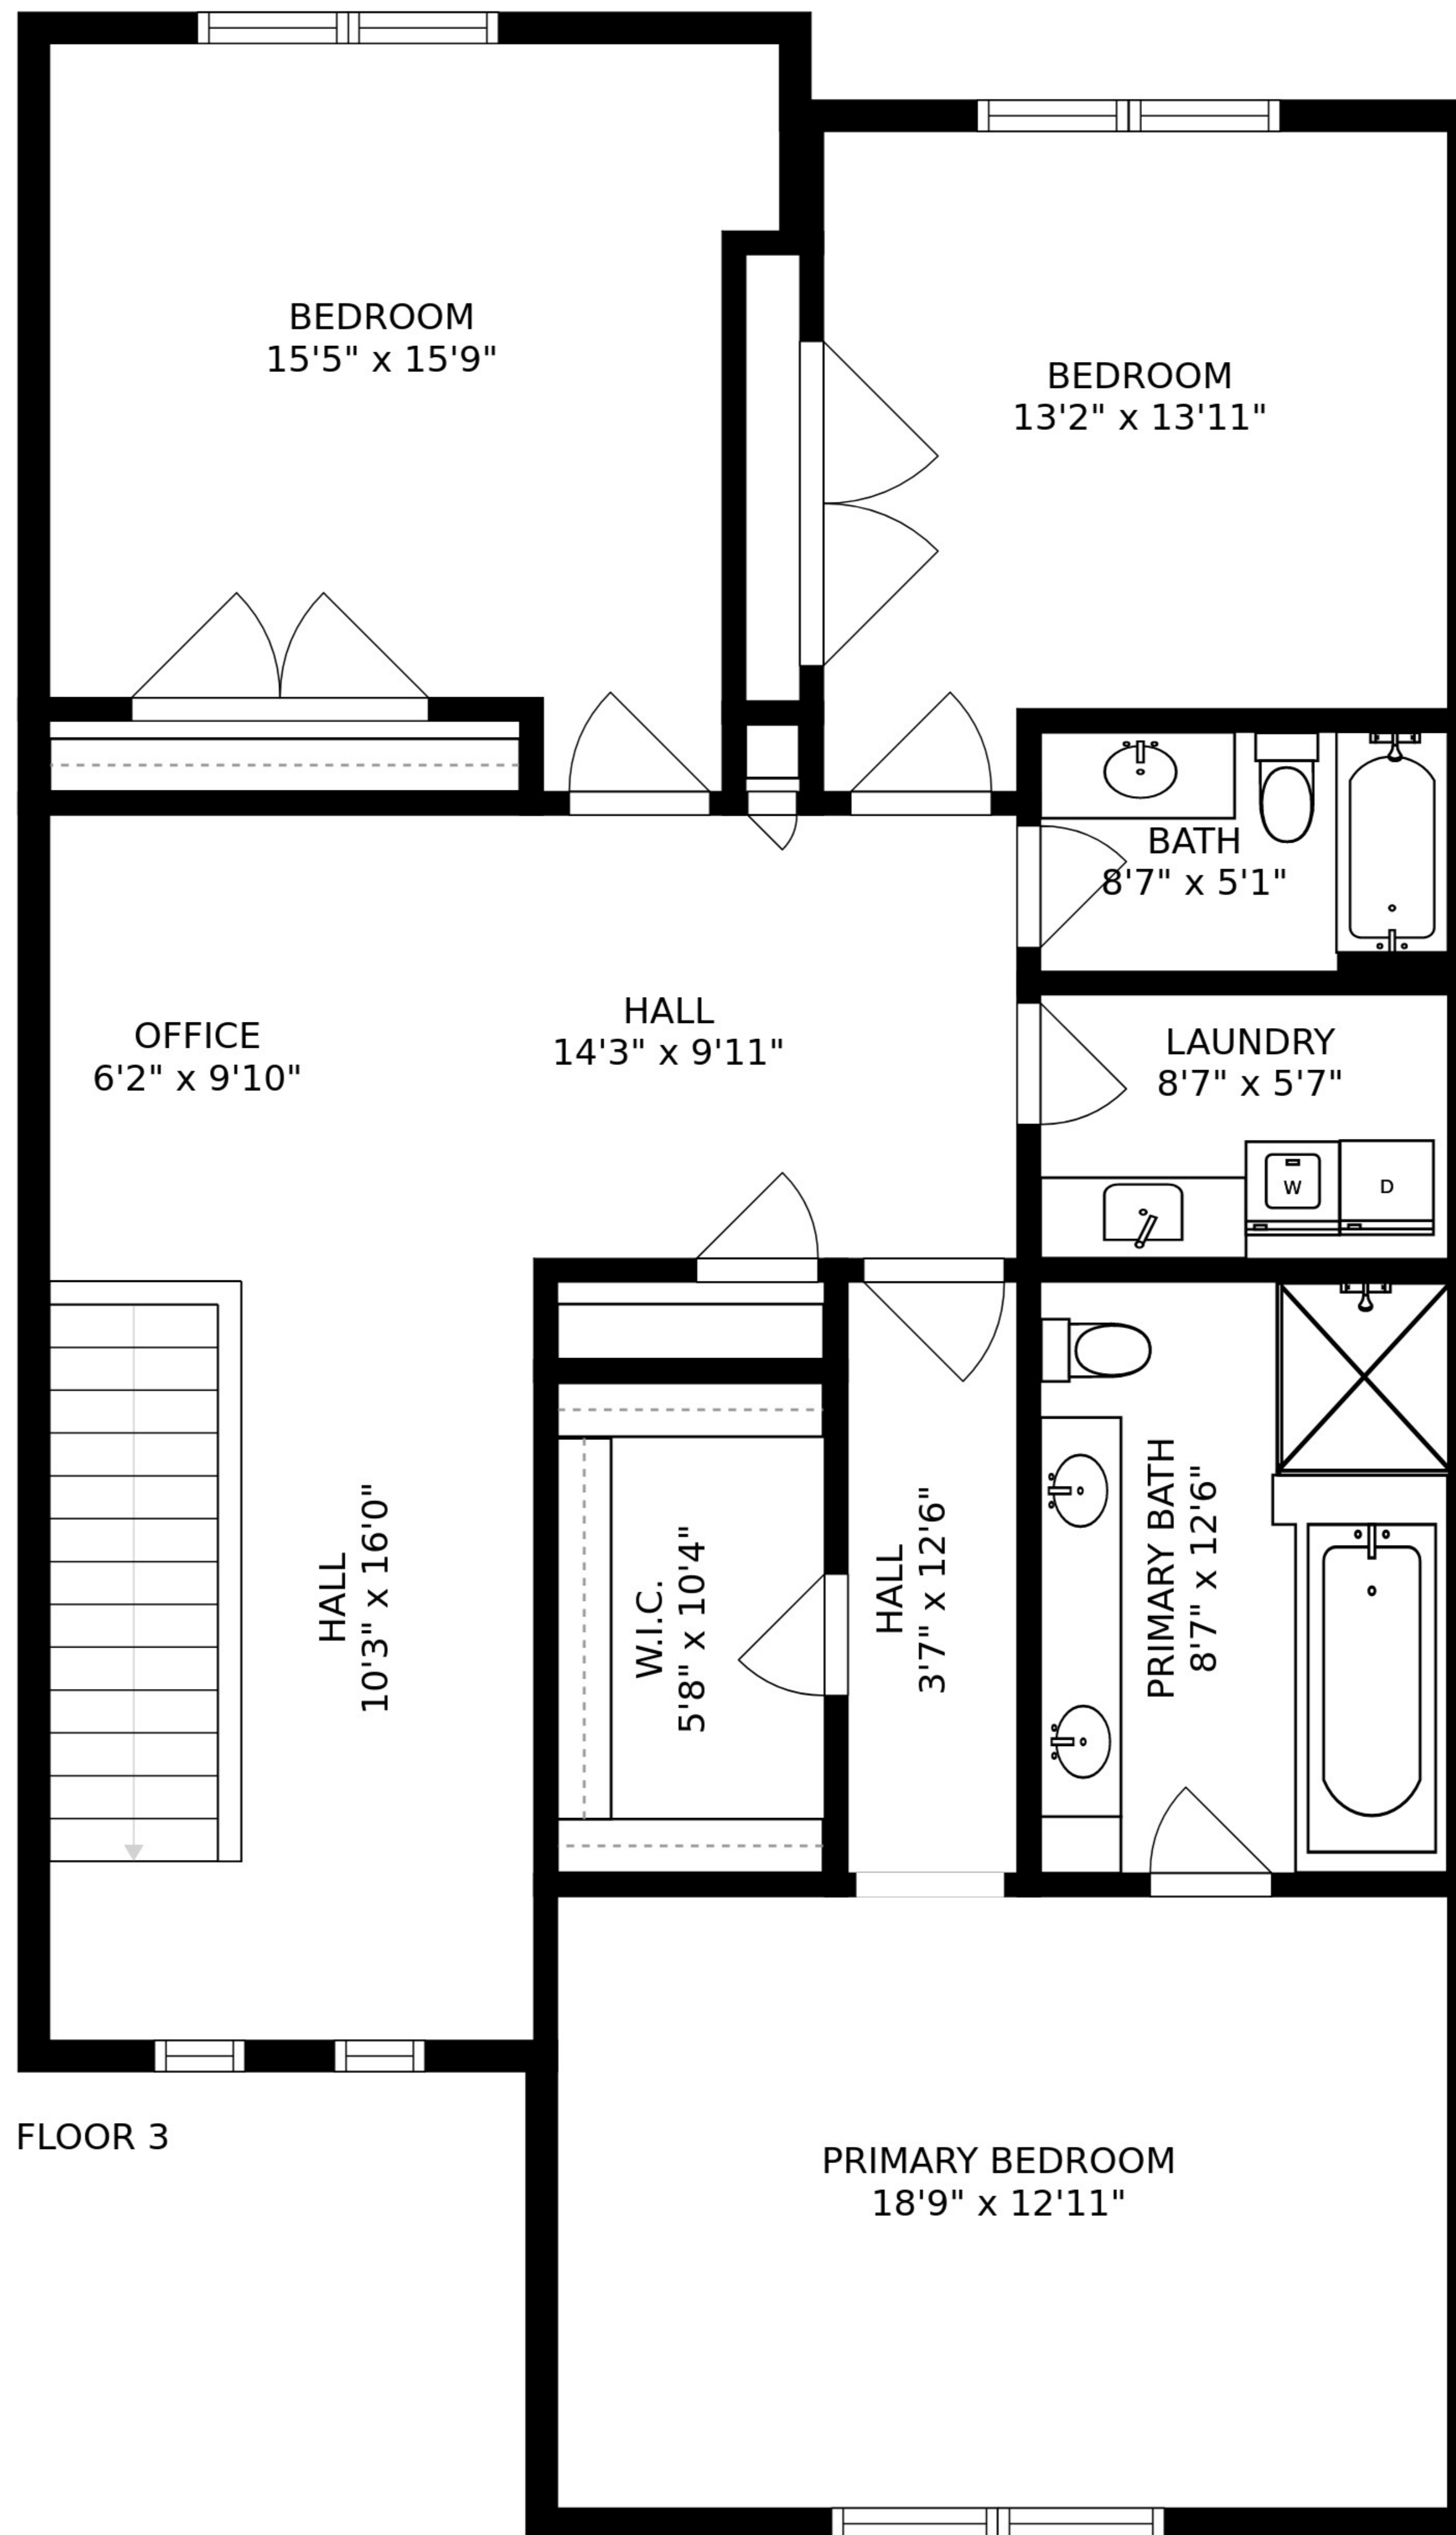 BEDROOM
15'5" x 15'9"
BEDROOM
13'2" x 13'11"
BATH
8'7" x 5'1"
OFFICE
6'2" x 9'10"
HALL
14'3" x 9'11"
LAUNDRY
8'7" x 5'7"
W
D
HALL
10'3" x 16'0"
W.I.C.
5'8" x 10'4"
HALL
3'7" x 12'6"
PRIMARY BATH
8'7" x 12'6"
FLOOR 3
PRIMARY BEDROOM
18'9" x 12'11"